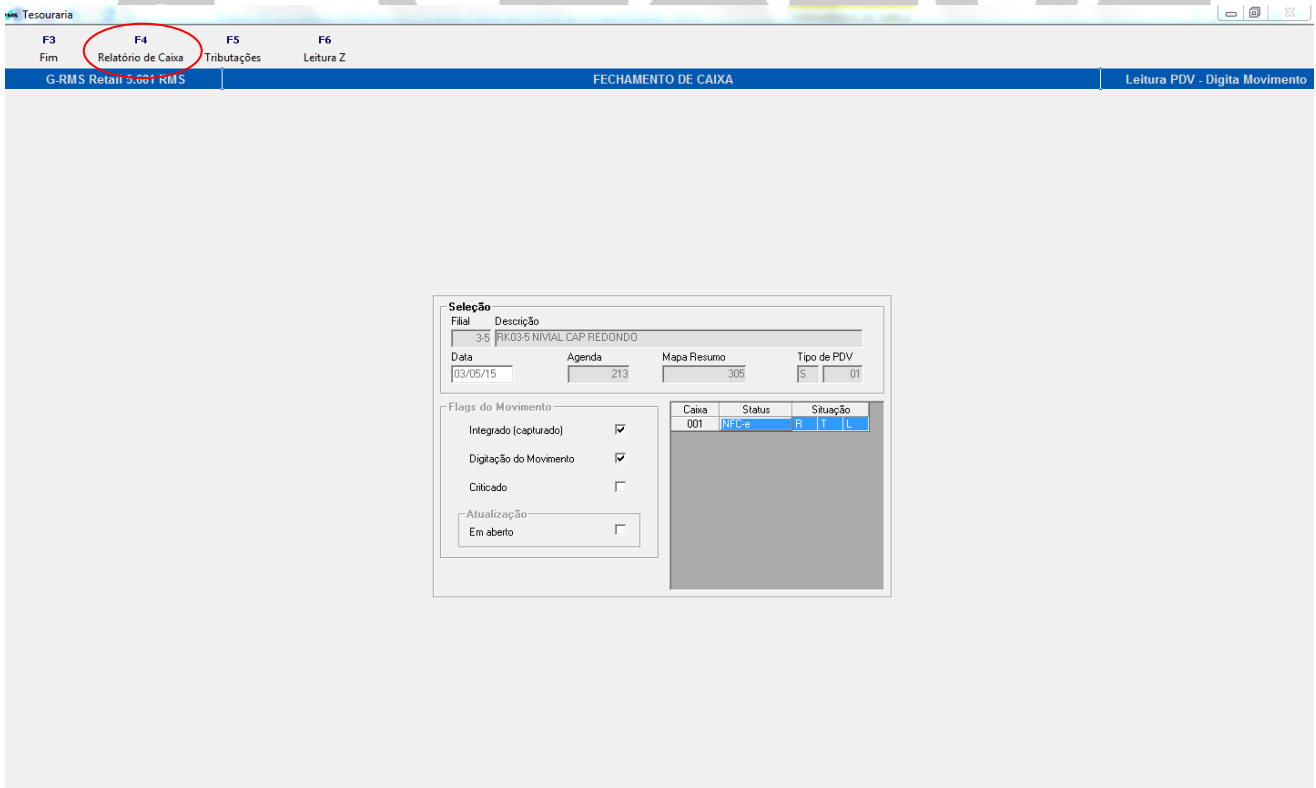 RMS Tesouraria
F3 F4 F5 F6
Fim Relatório de Caixa Tributações Leitura Z
G-RMS Retail 5.681 RMS FECHAMENTO DE CAIXA Leitura PDV - Digita Movimento
Seleção
Filial Descrição
3-5 RK03-5 NIVIAL CAP REDONDO
Data Agenda Mapa Resumo Tipo de PDV
03/05/15 213 305 S 01
Flags do Movimento
Integrado (capturado)
Digitação do Movimento
Criticado
Atualização
Em aberto
Caixa Status Situação
001 NFC-e R T L